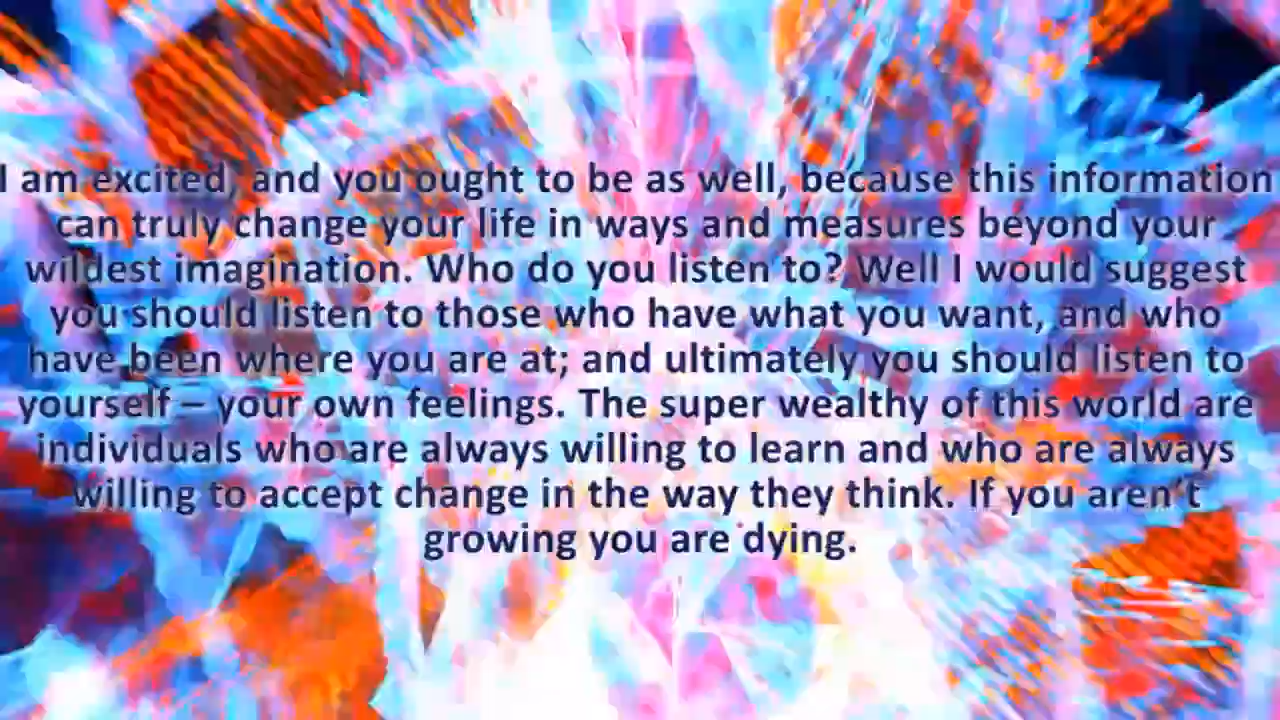 I am excited, and you ought to be as well, because this information
can truly change your life in ways and measures beyond your
wildest imagination. Who do you listen to? Well I would suggest
you should listen to those who have what you want, and who
have been where you are at; and ultimately you should listen to
yourself – your own feelings. The super wealthy of this world are
individuals who are always willing to learn and who are always
willing to accept change in the way they think. If you aren’t
growing you are dying.